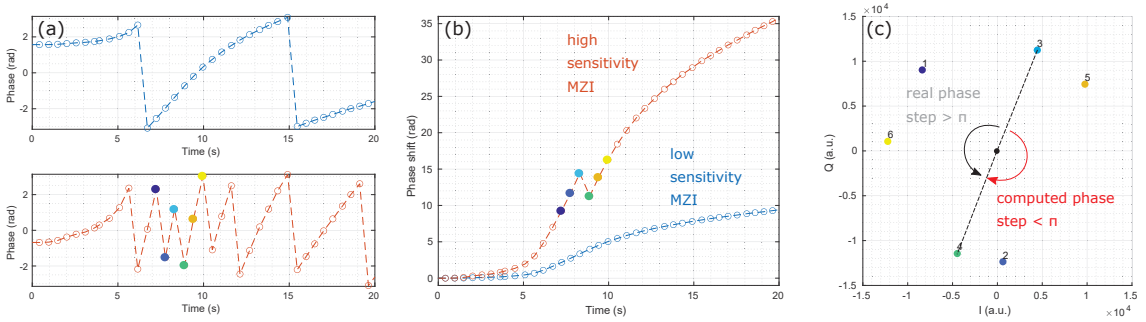 (a)
Phase (rad)
2
0
-2
0
5
10
15
20
Time (s)
Phase (rad)
2
0
-2
0
5
10
15
20
Time (s)
(b)
Phase shift (rad)
35
30
25
20
15
10
5
0
high
sensitivity
MZI
low
sensitivity
MZI
0
5
10
15
20
Time (s)
(c)
×10⁴
Q (a.u.)
1.5
1
0.5
0
-0.5
-1
-1.5
3
1
5
real phase
step > π
6
computed phase
step < π
4
2
-1.5
-1
-0.5
0
0.5
1
1.5
I (a.u.)
×10⁴